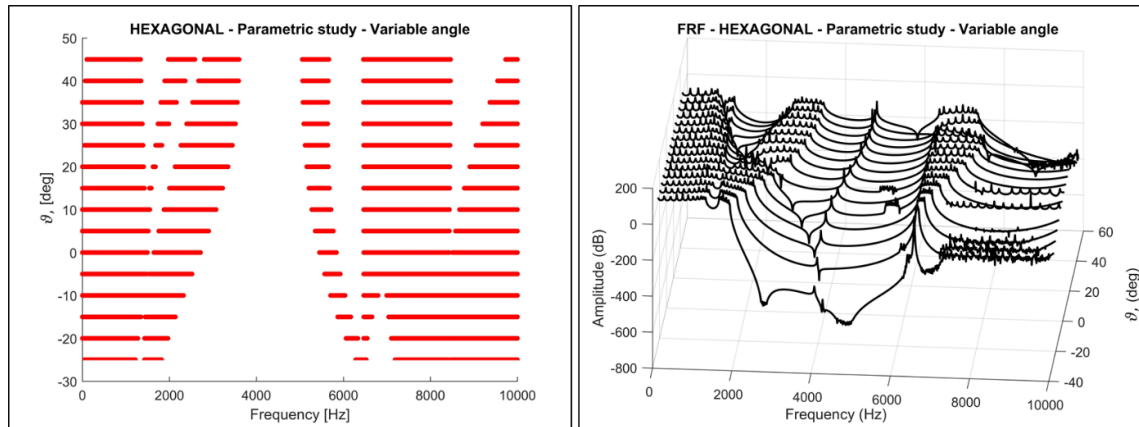 HEXAGONAL - Parametric study - Variable angle
50
40
30
20
10
0
-10
-20
-30
ϑ, [deg]
0 2000 4000 6000 8000 10000
Frequency [Hz]
FRF - HEXAGONAL - Parametric study - Variable angle
200
0
-200
-400
-600
-800
Amplitude (dB)
0 2000 4000 6000 8000 10000
Frequency (Hz)
60
40
20
0
-20
-40
ϑ, (deg)